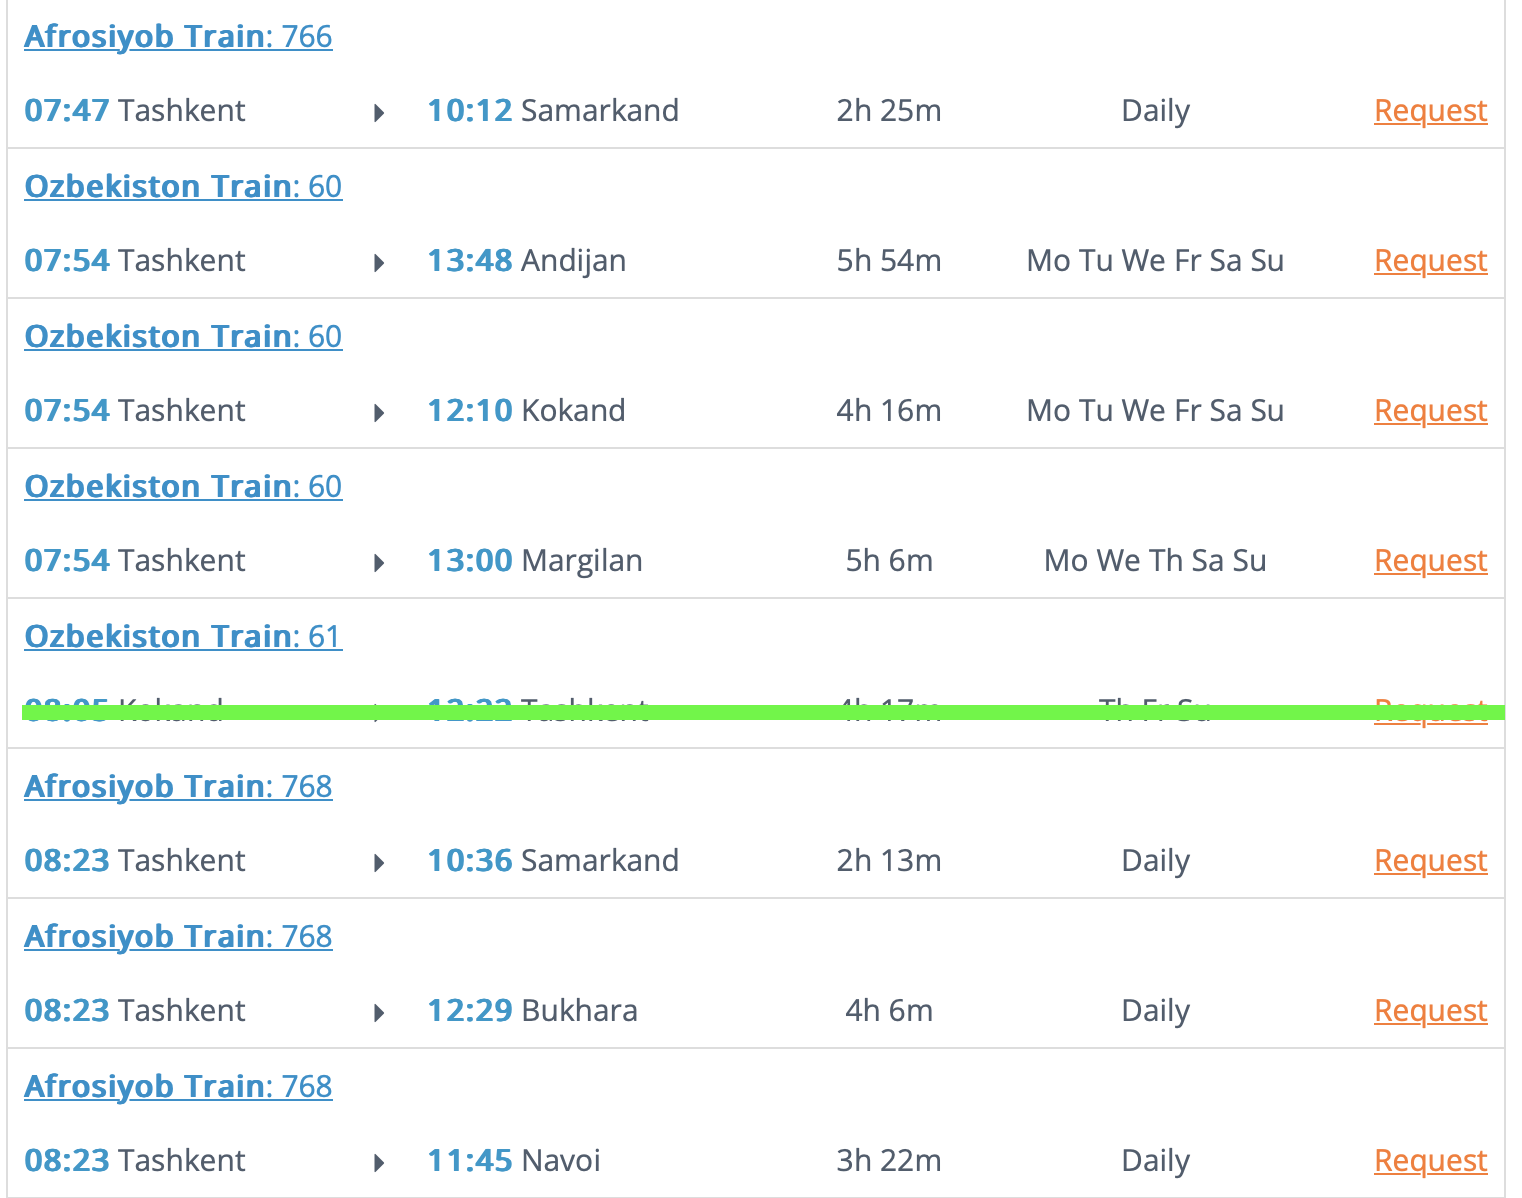 Afrosiyob Train: 766
07:47 Tashkent 10:12 Samarkand 2h 25m Daily Request
Ozbekiston Train: 60
07:54 Tashkent 13:48 Andijan 5h 54m Mo Tu We Fr Sa Su Request
Ozbekiston Train: 60
07:54 Tashkent 12:10 Kokand 4h 16m Mo Tu We Fr Sa Su Request
Ozbekiston Train: 60
07:54 Tashkent 13:00 Margilan 5h 6m Mo We Th Sa Su Request
Ozbekiston Train: 61
08:05 Kokand 12:22 Tashkent 4h 17m Th Fr Su Request
Afrosiyob Train: 768
08:23 Tashkent 10:36 Samarkand 2h 13m Daily Request
Afrosiyob Train: 768
08:23 Tashkent 12:29 Bukhara 4h 6m Daily Request
Afrosiyob Train: 768
08:23 Tashkent 11:45 Navoi 3h 22m Daily Request